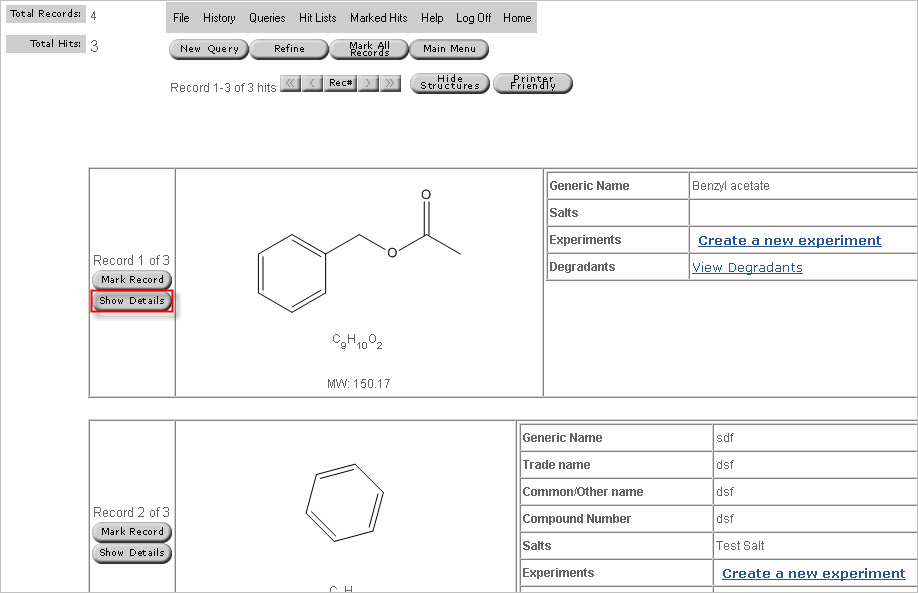 Total Records: 4
File History Queries Hit Lists Marked Hits Help Log Off Home
Total Hits: 3
New Query Refine Mark All Records Main Menu
Record 1-3 of 3 hits << < Rec# > >> Hide Structures Printer Friendly
Generic Name Benzyl acetate
Salts
Experiments Create a new experiment
Degradants View Degradants
Record 1 of 3
Mark Record
Show Details
O
O
C9H10O2
MW: 150.17
Generic Name sdf
Trade name dsf
Common/Other name dsf
Compound Number dsf
Salts Test Salt
Experiments Create a new experiment
Record 2 of 3
Mark Record
Show Details
C H